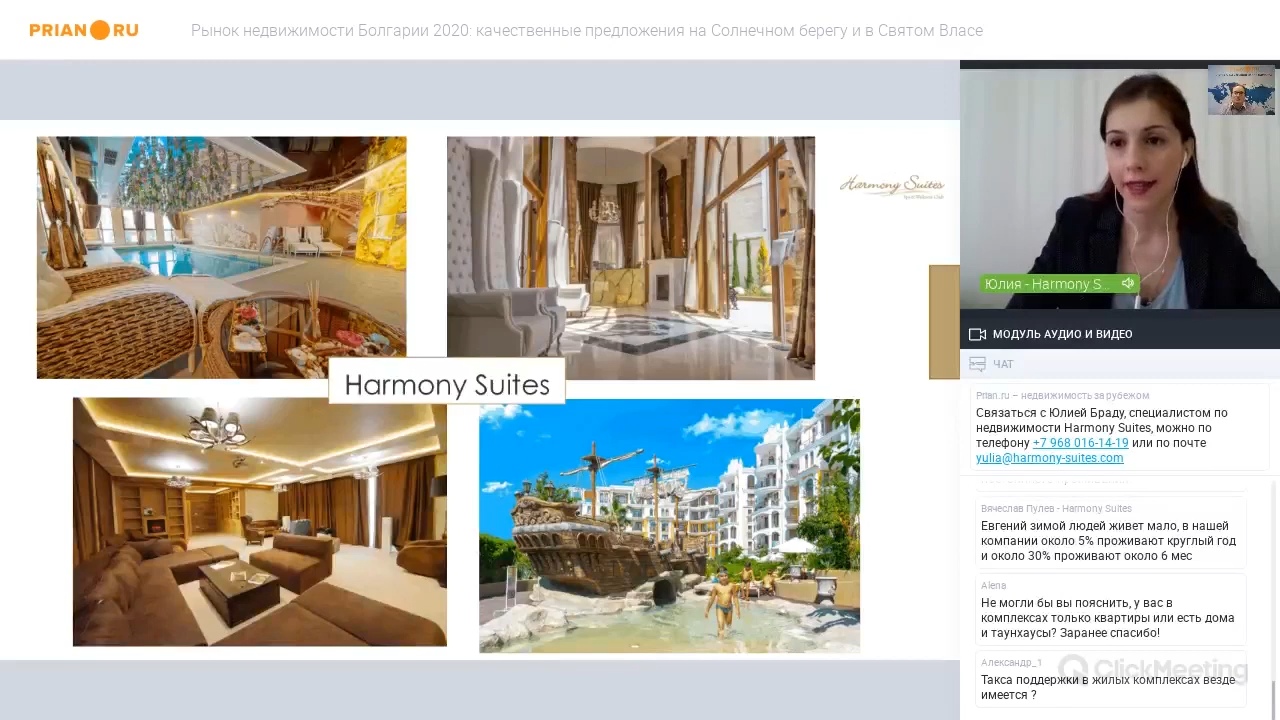 PRIAN RU
Рынок недвижимости Болгарии 2020: качественные предложения на Солнечном берегу и в Святом Власе
Harmony Suites
Harmony Suites
Юлия - Harmony S...
МОДУЛЬ АУДИО И ВИДЕО
ЧАТ
Prian.ru – недвижимость за рубежом
Связаться с Юлией Браду, специалистом по
недвижимости Harmony Suites, можно по
телефону +7 968 016-14-19 или по почте
yulia@harmony-suites.com
Вячеслав Пулев - Harmony Suites
Евгений зимой людей живет мало, в нашей
компании около 5% проживают круглый год
и около 30% проживают около 6 мес
Alena
Не могли бы вы пояснить, у вас в
комплексах только квартиры или есть дома
и таунхаусы? Заранее спасибо!
Александр_1
ClickMeeting
Такса поддержки в жилых комплексах везде
имеется ?